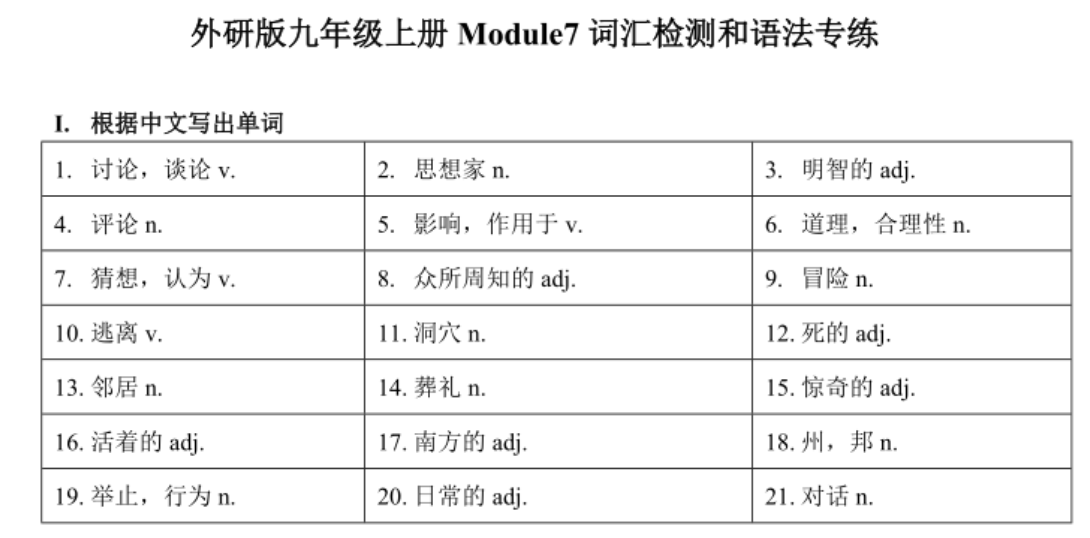 外研版九年级上册 Module7 词汇检测和语法专练
I. 根据中文写出单词
1. 讨论，谈论 v. 2. 思想家 n. 3. 明智的 adj.
4. 评论 n. 5. 影响，作用于 v. 6. 道理，合理性 n.
7. 猜想，认为 v. 8. 众所周知的 adj. 9. 冒险 n.
10. 逃离 v. 11. 洞穴 n. 12. 死的 adj.
13. 邻居 n. 14. 葬礼 n. 15. 惊奇的 adj.
16. 活着的 adj. 17. 南方的 adj. 18. 州，邦 n.
19. 举止，行为 n. 20. 日常的 adj. 21. 对话 n.